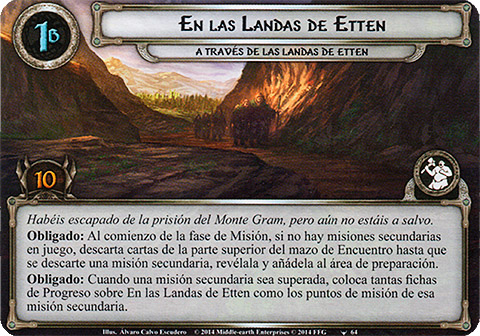 1B
EN LAS LANDAS DE ETTEN
A TRAVÉS DE LAS LANDAS DE ETTEN
10
Habéis escapado de la prisión del Monte Gram, pero aún no estáis a salvo.
Obligado: Al comienzo de la fase de Misión, si no hay misiones secundarias
en juego, descarta cartas de la parte superior del mazo de Encuentro hasta que
se descarte una misión secundaria, revélala y añádela al área de preparación.
Obligado: Cuando una misión secundaria sea superada, coloca tantas fichas
de Progreso sobre En las Landas de Etten como los puntos de misión de esa
misión secundaria.
Illus. Álvaro Calvo Escudero © 2014 Middle-earth Enterprises © 2014 FFG 64